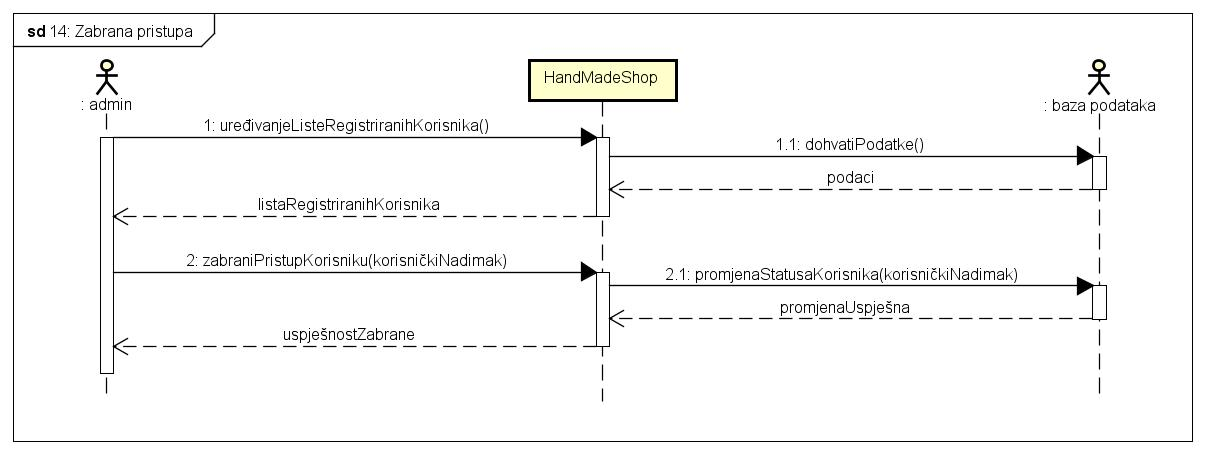 sd 14: Zabrana pristupa
HandMadeShop
: admin
: baza podataka
1: uređivanjeListeRegistriranihKorisnika()
1.1: dohvatiPodatke()
podaci
listaRegistriranihKorisnika
2: zabraniPristupKorisniku(korisničkiNadimak)
2.1: promjenaStatusaKorisnika(korisničkiNadimak)
promjenaUspješna
uspješnostZabrane